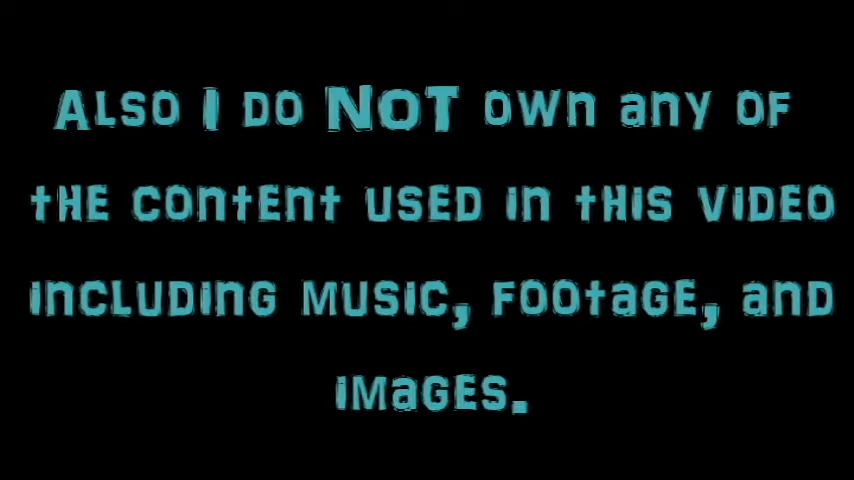 Also I do NOT own any of
the content used in this video
including music, footage, and
images.